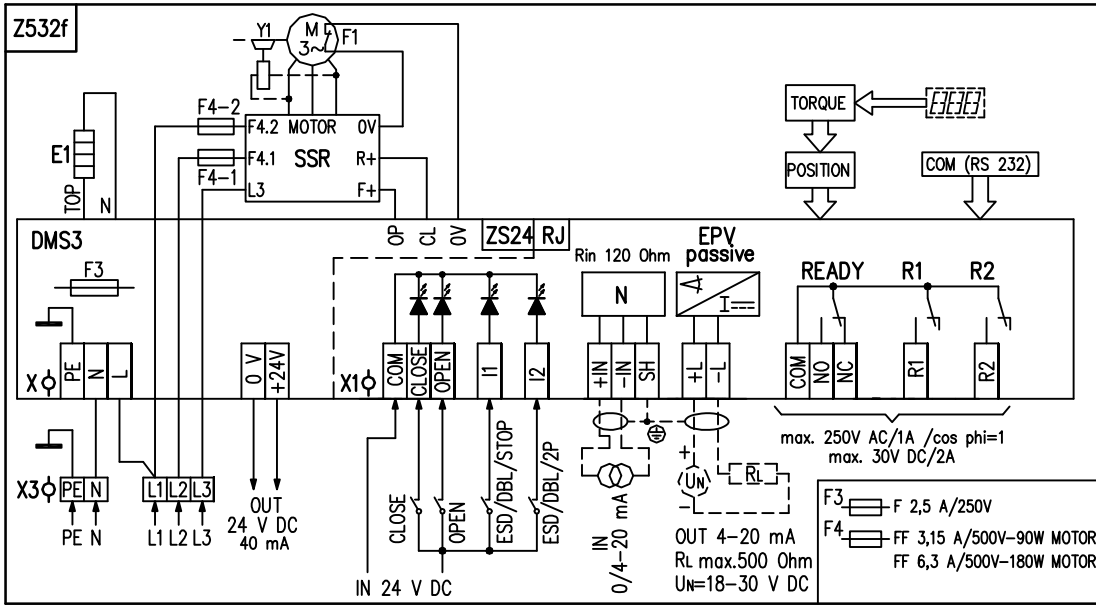 Z532f
Y1
M
3~
F1
F4-2
F4.2 MOTOR 0V
E1
F4.1 SSR R+
F4-1
L3 F+
TOP
N
TORQUE
POSITION
COM (RS 232)
DMS3
OP
CL
0V
ZS24 RJ
EPV
passive
Rin 120 Ohm
F3
N
I
READY R1 R2
X
PE
N
L
0 V
+24V
X1
COM
CLOSE
OPEN
I1
I2
+IN
-IN
SH
+L
-L
COM
NO
NC
R1
R2
max. 250V AC/1A /cos phi=1
max. 30V DC/2A
X3
PE N L1 L2 L3
PE N L1 L2 L3
OUT
24 V DC
40 mA
CLOSE
OPEN
ESD/DBL/STOP
ESD/DBL/2P
IN 24 V DC
IN
0/4-20 mA
+
UN
-
RL
OUT 4-20 mA
RL max.500 Ohm
UN=18-30 V DC
F3 F 2,5 A/250V
F4 FF 3,15 A/500V-90W MOTOR
FF 6,3 A/500V-180W MOTOR